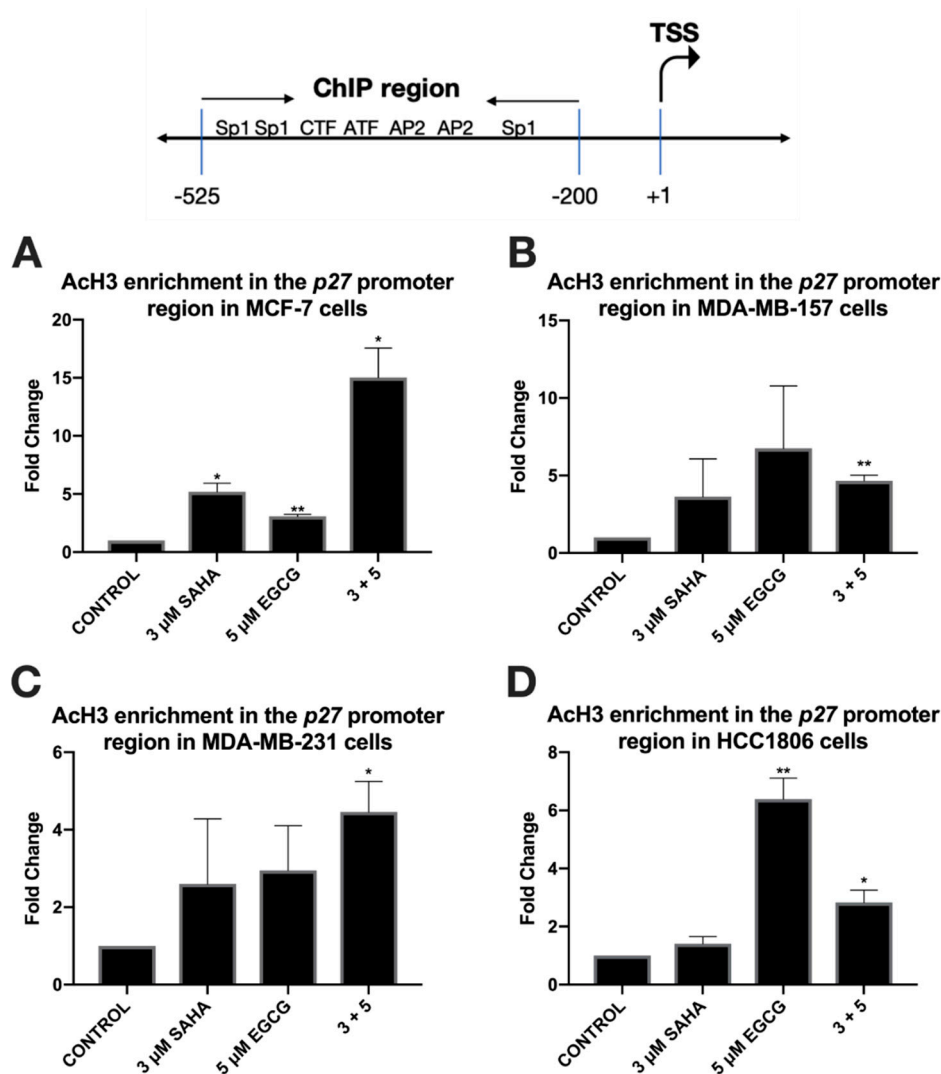 TSS
ChIP region
Sp1 Sp1 CTF ATF AP2 AP2 Sp1
-525 -200 +1
A
AcH3 enrichment in the p27 promoter
region in MCF-7 cells
Fold Change
20
15
10
5
0
*
**
*
CONTROL
3 µM SAHA
5 µM EGCG
3 + 5
B
AcH3 enrichment in the p27 promoter
region in MDA-MB-157 cells
Fold Change
15
10
5
0
**
CONTROL
3 µM SAHA
5 µM EGCG
3 + 5
C
AcH3 enrichment in the p27 promoter
region in MDA-MB-231 cells
Fold Change
6
4
2
0
*
CONTROL
3 µM SAHA
5 µM EGCG
3 + 5
D
AcH3 enrichment in the p27 promoter
region in HCC1806 cells
Fold Change
8
6
4
2
0
**
*
CONTROL
3 µM SAHA
5 µM EGCG
3 + 5